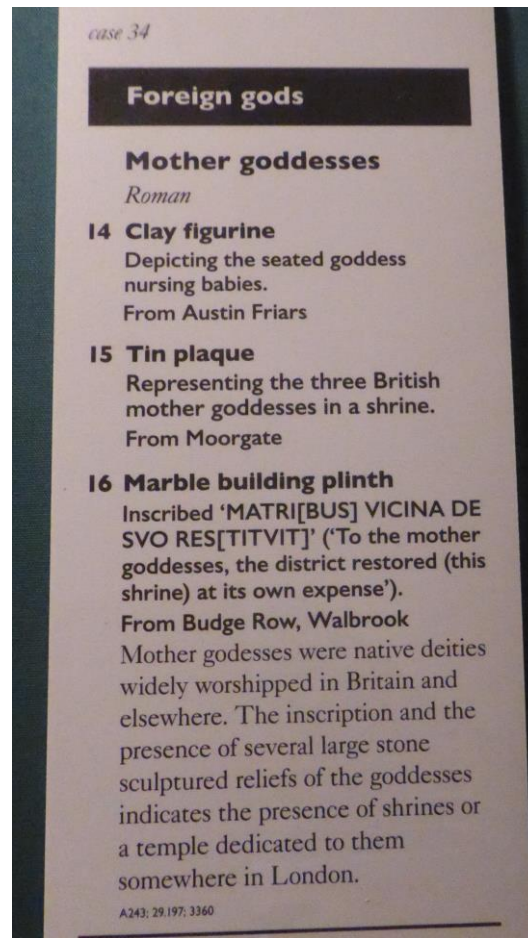 case 34
Foreign gods
Mother goddesses
Roman
14 Clay figurine
Depicting the seated goddess
nursing babies.
From Austin Friars
15 Tin plaque
Representing the three British
mother goddesses in a shrine.
From Moorgate
16 Marble building plinth
Inscribed ‘MATRI[BUS] VICINA DE
SVO RES[TITVIT]’ (‘To the mother
goddesses, the district restored (this
shrine) at its own expense’).
From Budge Row, Walbrook
Mother godesses were native deities
widely worshipped in Britain and
elsewhere. The inscription and the
presence of several large stone
sculptured reliefs of the goddesses
indicates the presence of shrines or
a temple dedicated to them
somewhere in London.
A243; 29.197; 3360